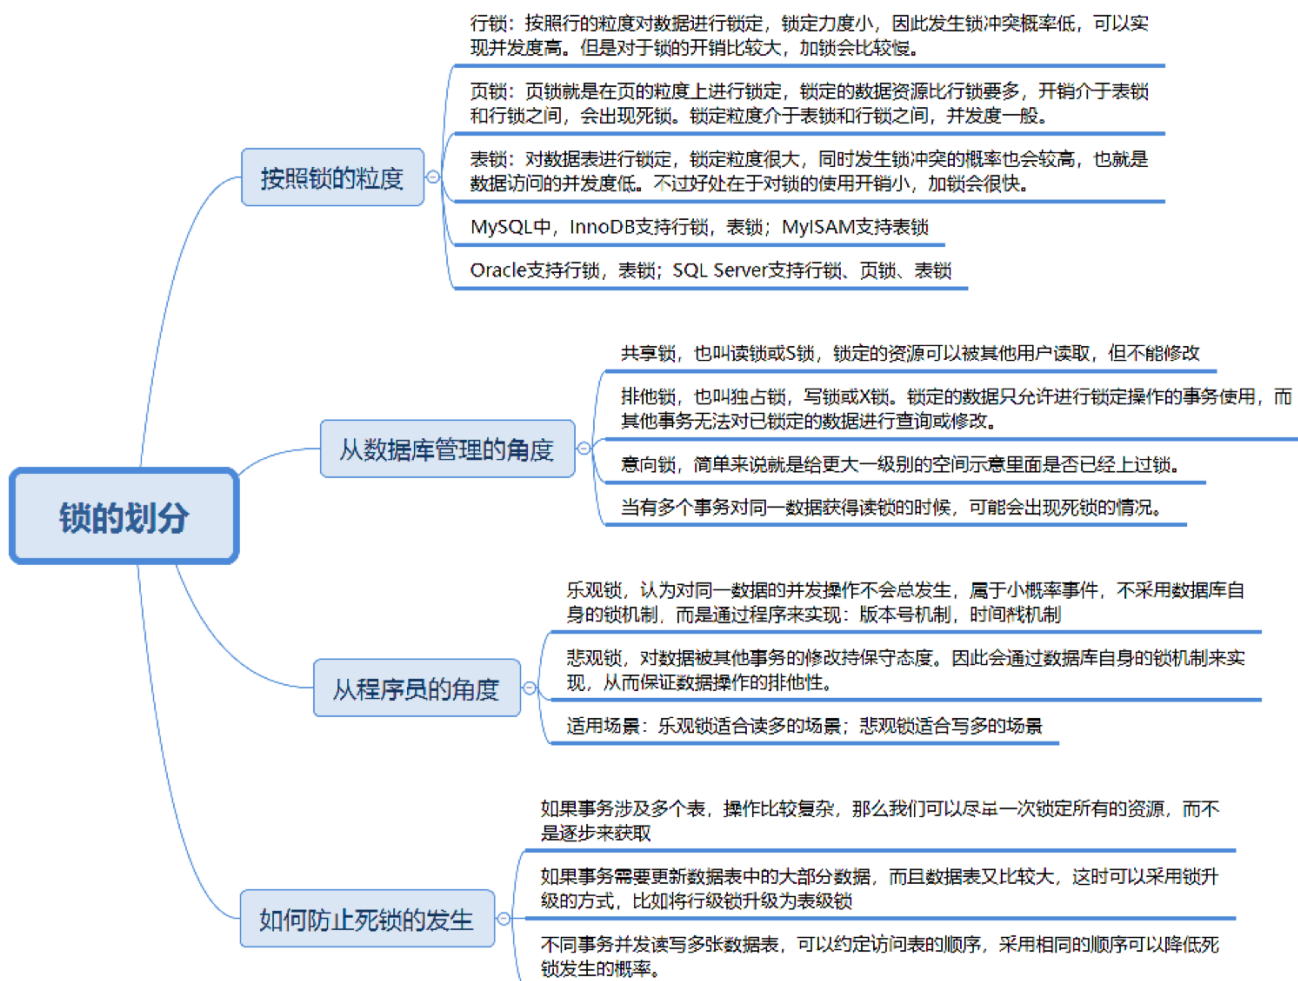 锁的划分
按照锁的粒度
行锁：按照行的粒度对数据进行锁定，锁定力度小，因此发生锁冲突概率低，可以实
现并发度高。但是对于锁的开销比较大，加锁会比较慢。
页锁：页锁就是在页的粒度上进行锁定，锁定的数据资源比行锁要多，开销介于表锁
和行锁之间，会出现死锁。锁定粒度介于表锁和行锁之间，并发度一般。
表锁：对数据表进行锁定，锁定粒度很大，同时发生锁冲突的概率也会较高，也就是
数据访问的并发度低。不过好处在于对锁的使用开销小，加锁会很快。
MySQL中，InnoDB支持行锁，表锁；MyISAM支持表锁
Oracle支持行锁，表锁；SQL Server支持行锁、页锁、表锁
从数据库管理的角度
共享锁，也叫读锁或S锁，锁定的资源可以被其他用户读取，但不能修改
排他锁，也叫独占锁，写锁或X锁。锁定的数据只允许进行锁定操作的事务使用，而
其他事务无法对已锁定的数据进行查询或修改。
意向锁，简单来说就是给更大一级别的空间示意里面是否已经上过锁。
当有多个事务对同一数据获得读锁的时候，可能会出现死锁的情况。
从程序员的角度
乐观锁，认为对同一数据的并发操作不会总发生，属于小概率事件，不采用数据库自
身的锁机制，而是通过程序来实现：版本号机制，时间戳机制
悲观锁，对数据被其他事务的修改持保守态度。因此会通过数据库自身的锁机制来实
现，从而保证数据操作的排他性。
适用场景：乐观锁适合读多的场景；悲观锁适合写多的场景
如何防止死锁的发生
如果事务涉及多个表，操作比较复杂，那么我们可以尽量一次锁定所有的资源，而不
是逐步来获取
如果事务需要更新数据表中的大部分数据，而且数据表又比较大，这时可以采用锁升
级的方式，比如将行级锁升级为表级锁
不同事务并发读写多张数据表，可以约定访问表的顺序，采用相同的顺序可以降低死
锁发生的概率。